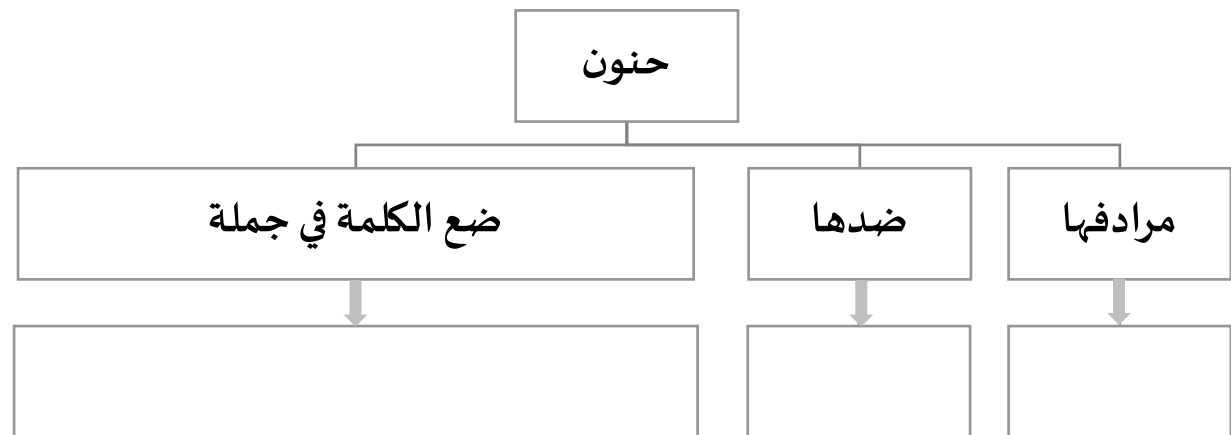 حنون
مرادفها
ضدها
ضع الكلمة في جملة